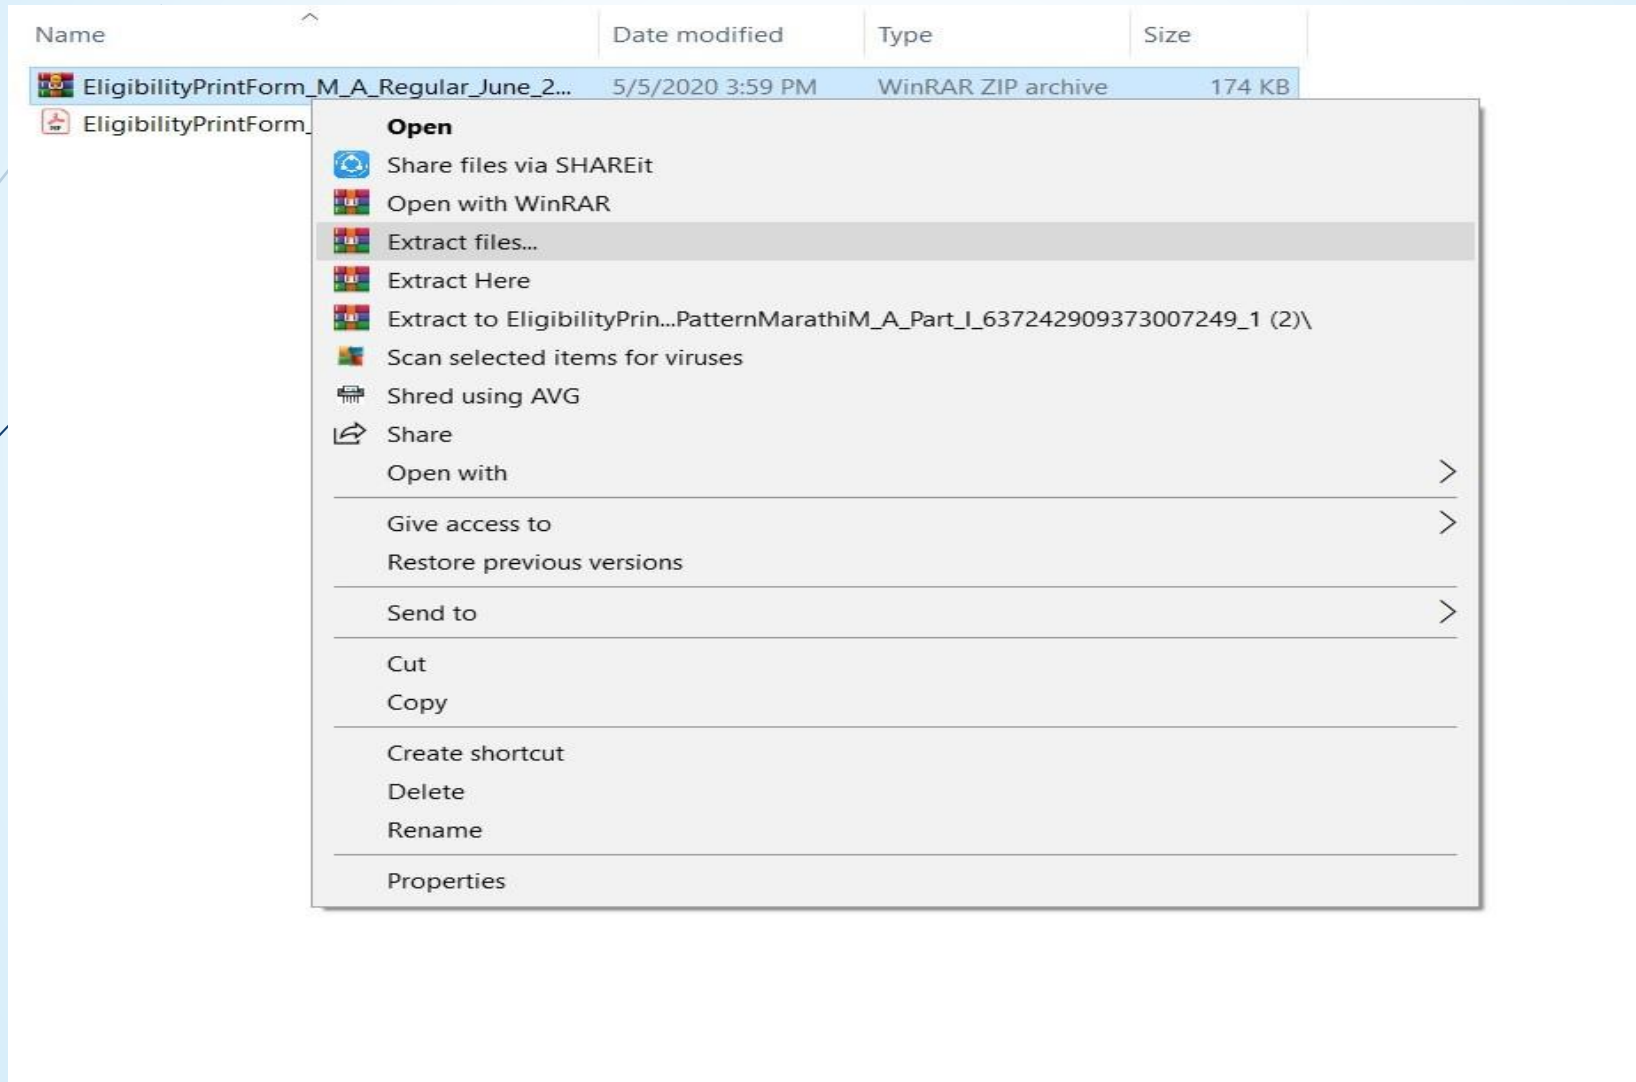 Name Date modified Type Size
EligibilityPrintForm_M_A_Regular_June_2... 5/5/2020 3:59 PM WinRAR ZIP archive 174 KB
EligibilityPrintForm_
Open
Share files via SHAREit
Open with WinRAR
Extract files...
Extract Here
Extract to EligibilityPrin...PatternMarathiM_A_Part_I_637242909373007249_1 (2)\
Scan selected items for viruses
Shred using AVG
Share
Open with
Give access to
Restore previous versions
Send to
Cut
Copy
Create shortcut
Delete
Rename
Properties